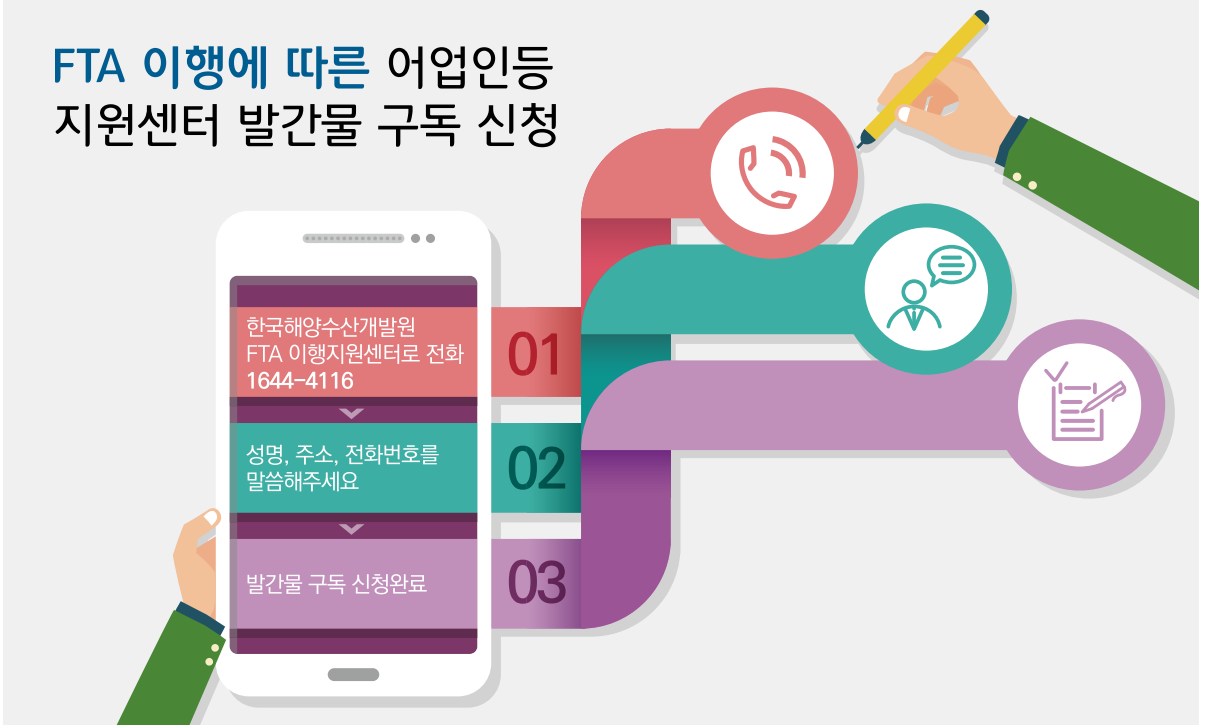 FTA 이행에 따른 어업인등
지원센터 발간물 구독 신청
한국해양수산개발원
FTA 이행지원센터로 전화
1644-4116
01
성명, 주소, 전화번호를
말씀해주세요
02
발간물 구독 신청완료
03